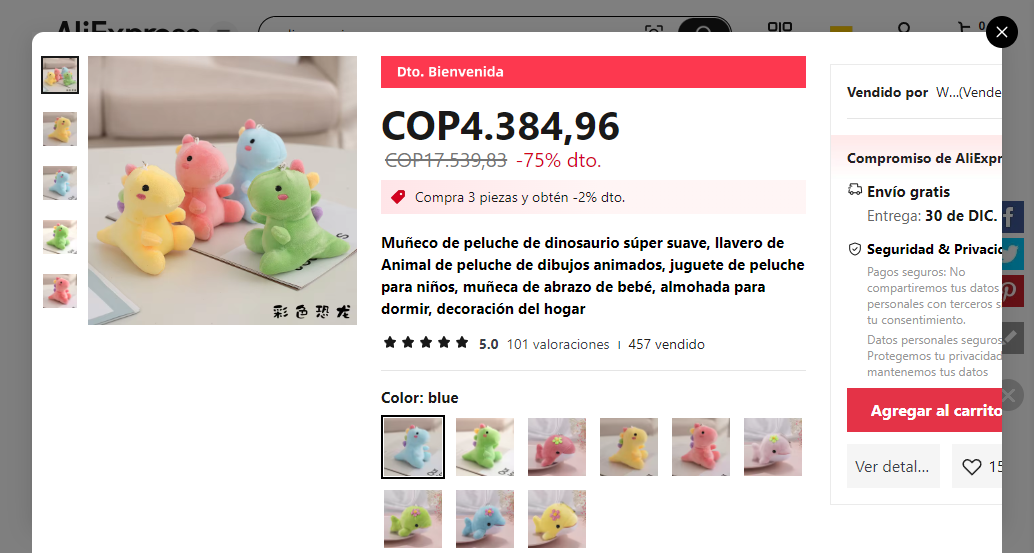 AliExpress
0
Dto. Bienvenida
COP4.384,96
COP17.539,83 -75% dto.
Compra 3 piezas y obtén -2% dto.
Muñeco de peluche de dinosaurio súper suave, llavero de
Animal de peluche de dibujos animados, juguete de peluche
para niños, muñeca de abrazo de bebé, almohada para
dormir, decoración del hogar
5.0 101 valoraciones 457 vendido
Color: blue
彩色恐龙
Vendido por W...(Vende
Compromiso de AliExpr
Envío gratis
Entrega: 30 de DIC.
Seguridad & Privacid
Pagos seguros: No
compartiremos tus datos
personales con terceros s
tu consentimiento.
Datos personales seguros
Protegemos tu privacidad
mantenemos tus datos
Agregar al carrito
Ver detal...
15